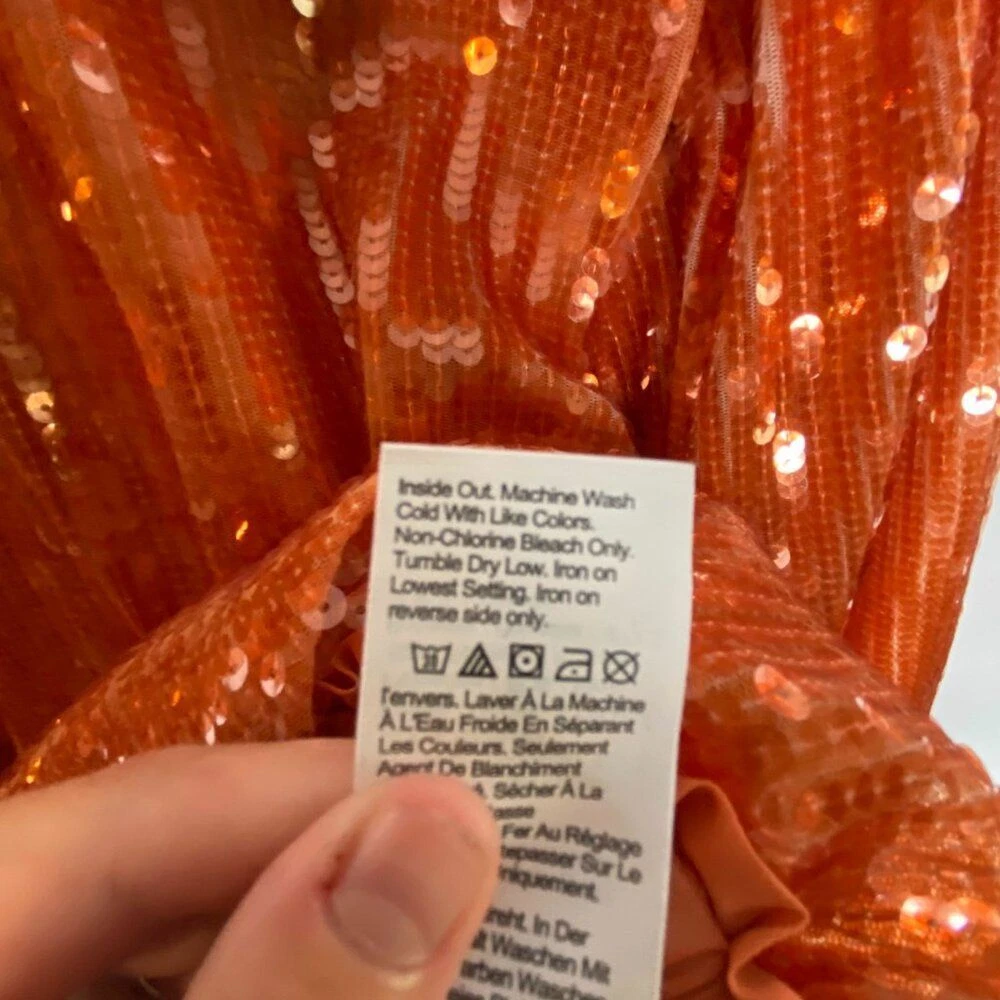 Inside Out. Machine Wash
Cold With Like Colors.
Non-Chlorine Bleach Only.
Tumble Dry Low. Iron on
Lowest Setting. Iron on
reverse side only.
l'envers. Laver À La Machine
À L'Eau Froide En Séparant
Les Couleurs. Seulement
Agent De Blanchiment
Sécher À La
Fer Au Réglage
Sur Le
In Der
Waschen Mit
Waschen